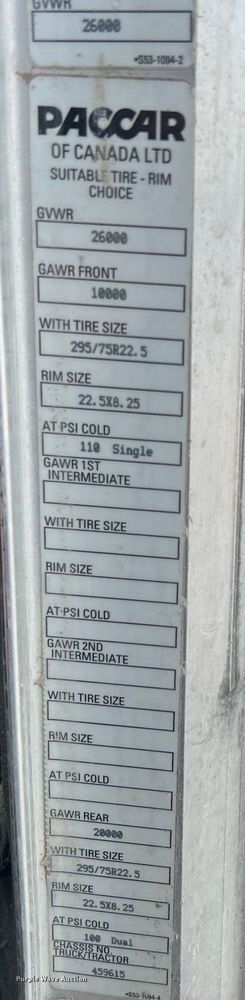 GVWR
26000
*S53-1094-2
PACCAR
OF CANADA LTD
SUITABLE TIRE - RIM
CHOICE
GVWR
26000
GAWR FRONT
10000
WITH TIRE SIZE
295/75R22.5
RIM SIZE
22.5X8.25
AT PSI COLD
110 Single
GAWR 1ST
INTERMEDIATE
WITH TIRE SIZE
RIM SIZE
AT PSI COLD
GAWR 2ND
INTERMEDIATE
WITH TIRE SIZE
RIM SIZE
AT PSI COLD
GAWR REAR
20000
WITH TIRE SIZE
295/75R22.5
RIM SIZE
22.5X8.25
AT PSI COLD
100 Dual
CHASSIS NO.
TRUCK/TRACTOR
459615
*S53-1094-4
Purple Wave Auction